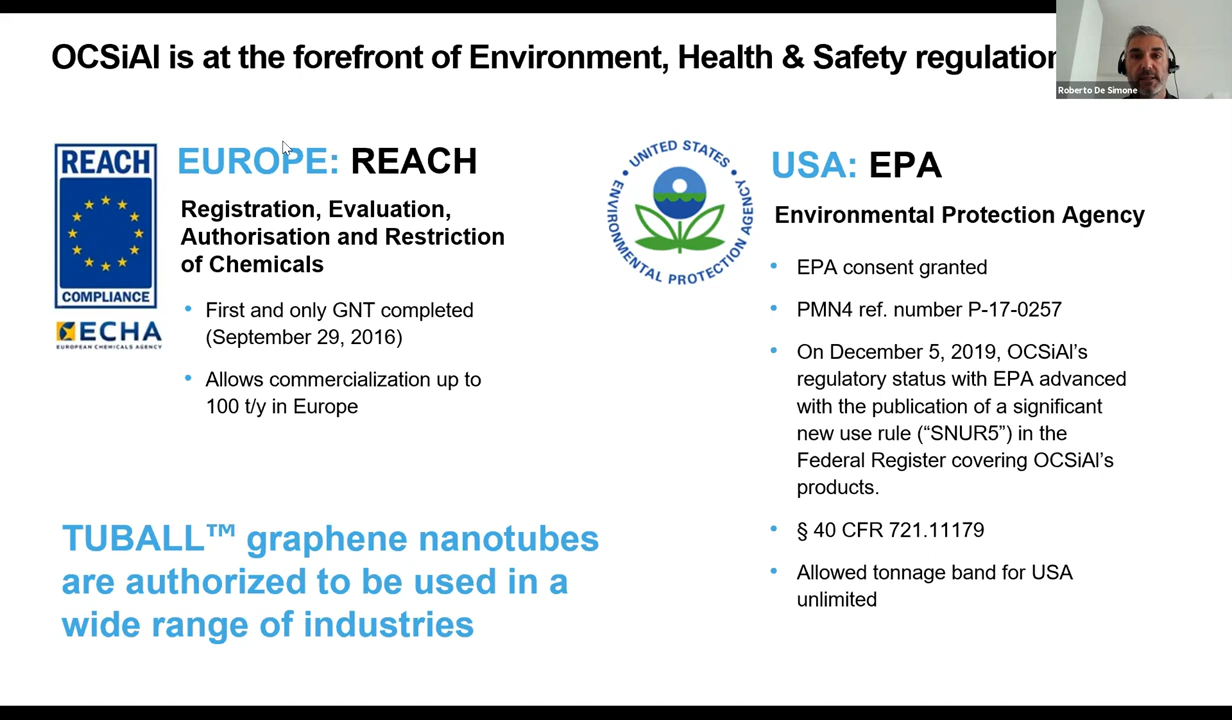 OCSiAl is at the forefront of Environment, Health & Safety regulation
Roberto De Simone
REACH
COMPLIANCE
ECHA
EUROPEAN CHEMICALS AGENCY
EUROPE: REACH
Registration, Evaluation,
Authorisation and Restriction
of Chemicals
• First and only GNT completed
(September 29, 2016)
• Allows commercialization up to
100 t/y in Europe
TUBALL™ graphene nanotubes
are authorized to be used in a
wide range of industries
UNITED STATES
ENVIRONMENTAL PROTECTION AGENCY
USA: EPA
Environmental Protection Agency
• EPA consent granted
• PMN4 ref. number P-17-0257
• On December 5, 2019, OCSiAl’s
regulatory status with EPA advanced
with the publication of a significant
new use rule (“SNUR5”) in the
Federal Register covering OCSiAl’s
products.
• § 40 CFR 721.11179
• Allowed tonnage band for USA
unlimited